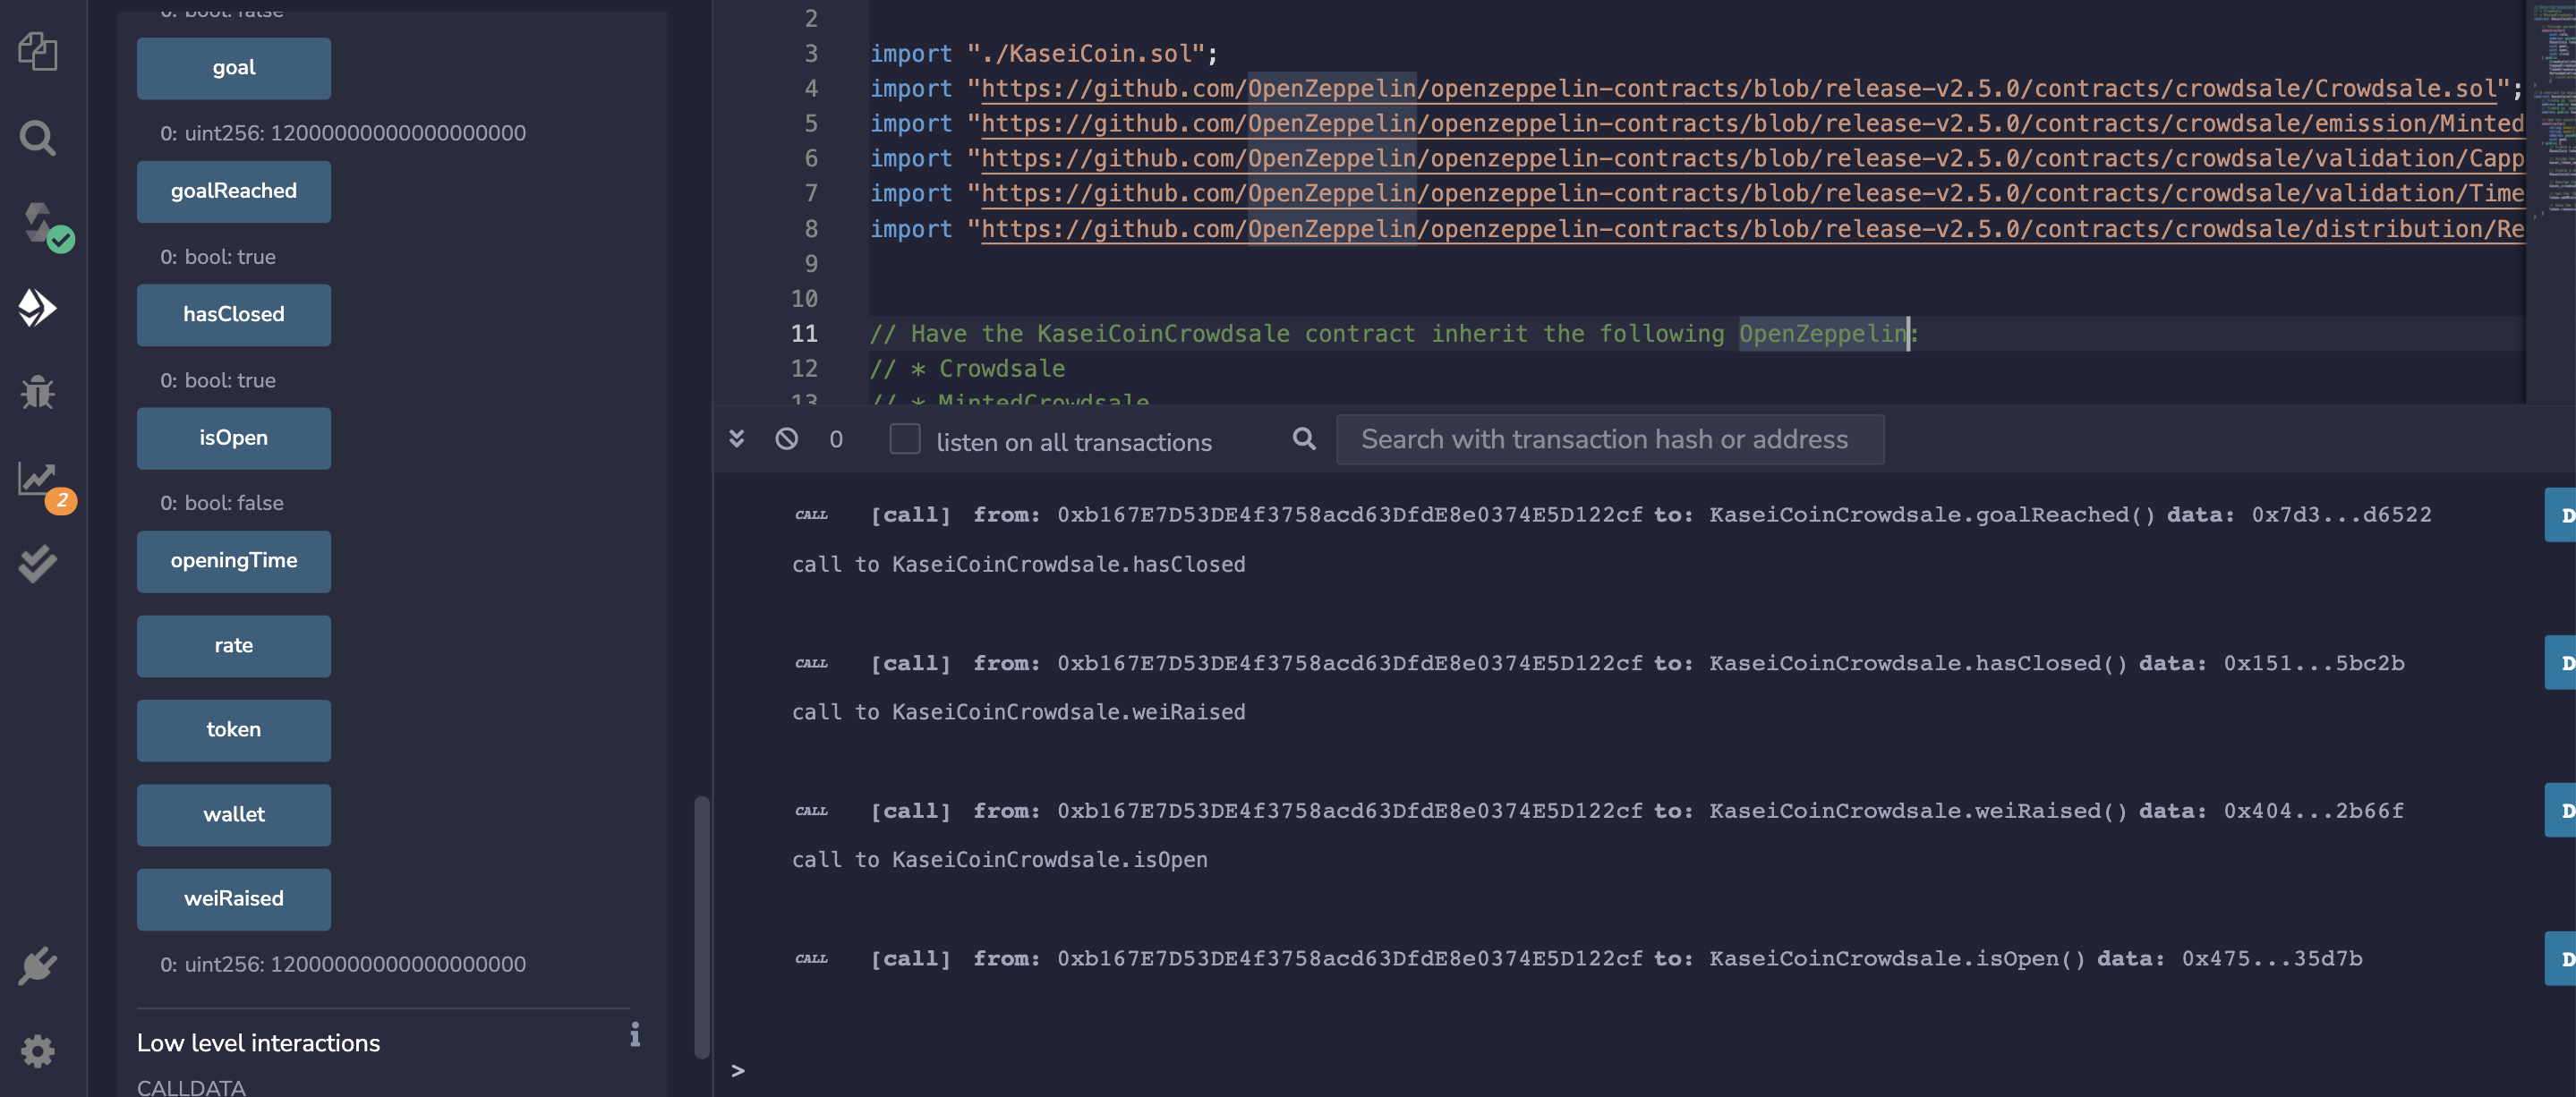 0: bool: false
goal
0: uint256: 12000000000000000000
goalReached
0: bool: true
hasClosed
0: bool: true
isOpen
0: bool: false
openingTime
rate
token
wallet
weiRaised
0: uint256: 12000000000000000000
Low level interactions
CALLDATA
2
2
3 import "./KaseiCoin.sol";
4 import "https://github.com/OpenZeppelin/openzeppelin-contracts/blob/release-v2.5.0/contracts/crowdsale/Crowdsale.sol";
5 import "https://github.com/OpenZeppelin/openzeppelin-contracts/blob/release-v2.5.0/contracts/crowdsale/emission/Minted
6 import "https://github.com/OpenZeppelin/openzeppelin-contracts/blob/release-v2.5.0/contracts/crowdsale/validation/Capp
7 import "https://github.com/OpenZeppelin/openzeppelin-contracts/blob/release-v2.5.0/contracts/crowdsale/validation/Time
8 import "https://github.com/OpenZeppelin/openzeppelin-contracts/blob/release-v2.5.0/contracts/crowdsale/distribution/Re
9
10
11 // Have the KaseiCoinCrowdsale contract inherit the following OpenZeppelin:
12 // * Crowdsale
13 // * MintedCrowdsale
0 listen on all transactions Search with transaction hash or address
CALL [call] from: 0xb167E7D53DE4f3758acd63DfdE8e0374E5D122cf to: KaseiCoinCrowdsale.goalReached() data: 0x7d3...d6522 D
call to KaseiCoinCrowdsale.hasClosed
CALL [call] from: 0xb167E7D53DE4f3758acd63DfdE8e0374E5D122cf to: KaseiCoinCrowdsale.hasClosed() data: 0x151...5bc2b D
call to KaseiCoinCrowdsale.weiRaised
CALL [call] from: 0xb167E7D53DE4f3758acd63DfdE8e0374E5D122cf to: KaseiCoinCrowdsale.weiRaised() data: 0x404...2b66f D
call to KaseiCoinCrowdsale.isOpen
CALL [call] from: 0xb167E7D53DE4f3758acd63DfdE8e0374E5D122cf to: KaseiCoinCrowdsale.isOpen() data: 0x475...35d7b D
>